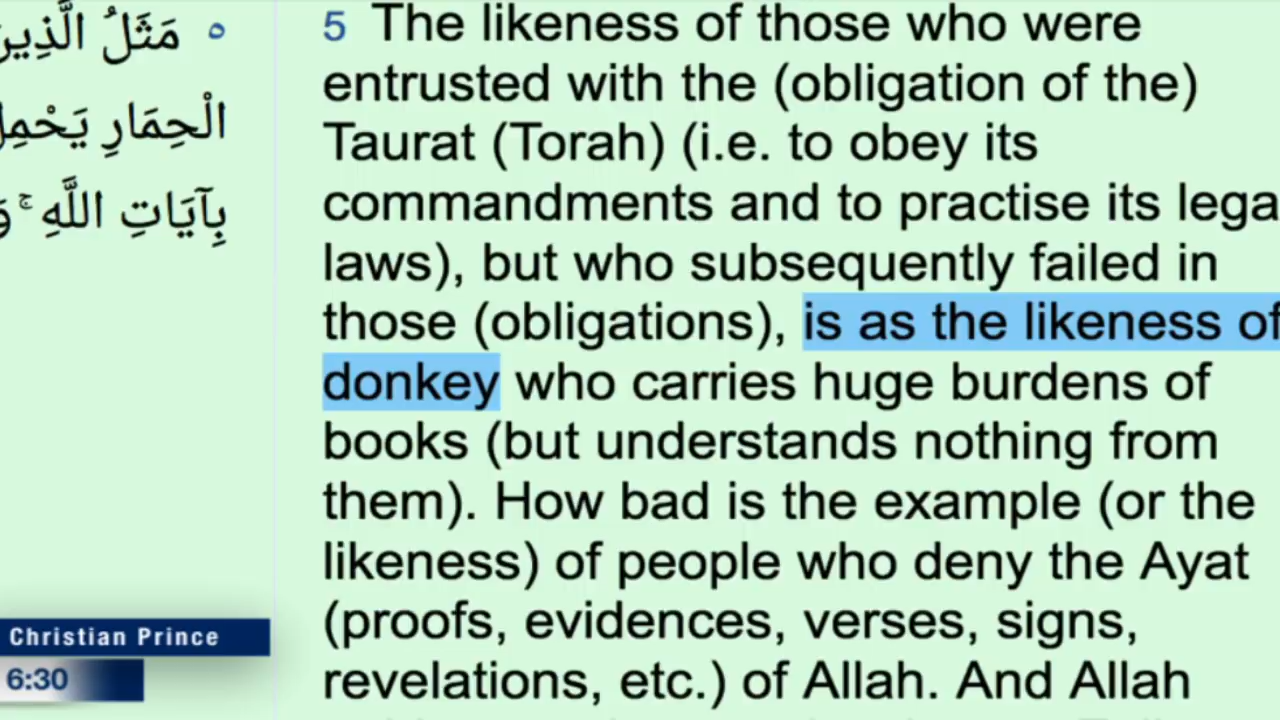 ٥ مَثَلُ
الْحِمَارِ
بِآيَاتِ اللَّهِ ۚ
5 The likeness of those who were
entrusted with the (obligation of the)
Taurat (Torah) (i.e. to obey its
commandments and to practise its lega
laws), but who subsequently failed in
those (obligations), is as the likeness of
donkey who carries huge burdens of
books (but understands nothing from
them). How bad is the example (or the
likeness) of people who deny the Ayat
(proofs, evidences, verses, signs,
revelations, etc.) of Allah. And Allah
Christian Prince
6:30